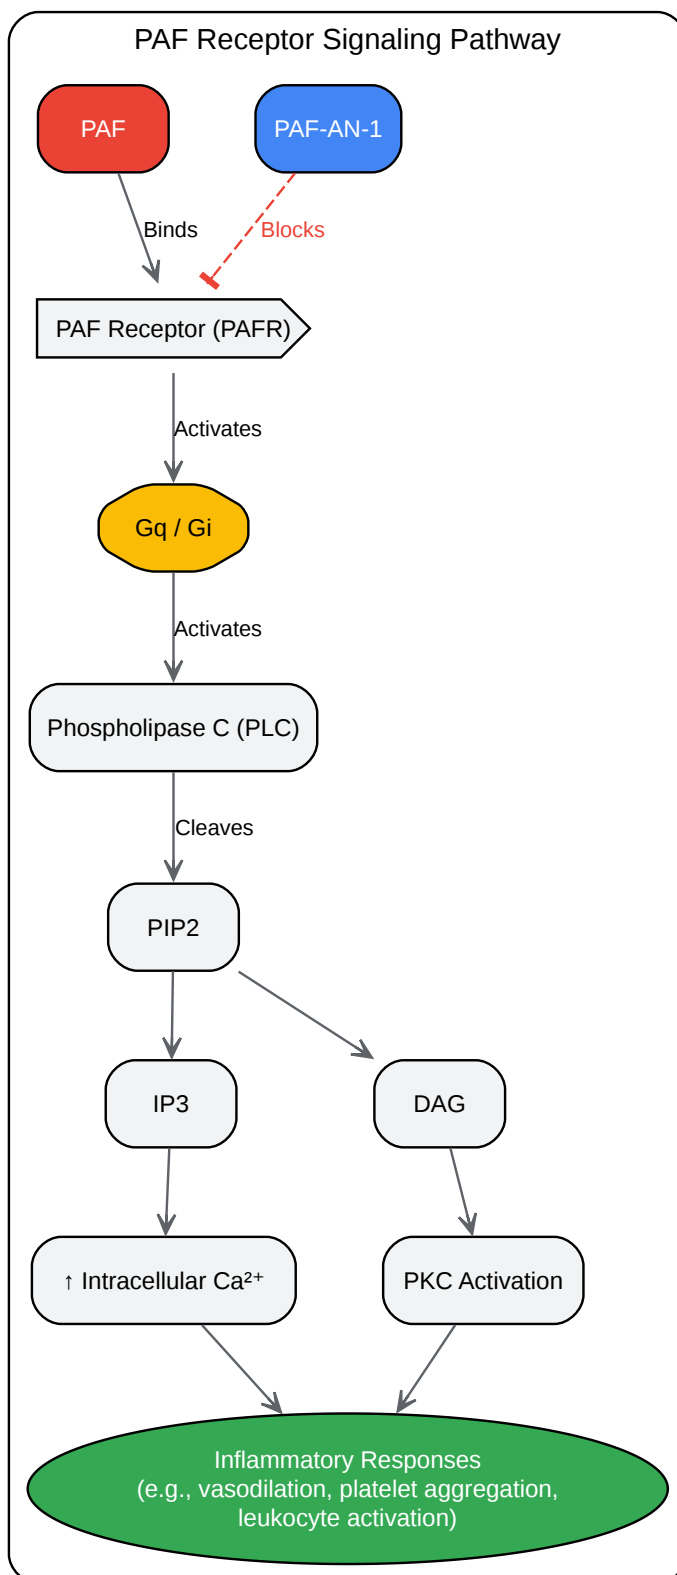 PAF Receptor Signaling Pathway
PAF
PAF-AN-1
Binds
Blocks
PAF Receptor (PAFR)
Activates
Gq / Gi
Activates
Phospholipase C (PLC)
Cleaves
PIP2
IP3
DAG
↑ Intracellular Ca²⁺
PKC Activation
Inflammatory Responses
(e.g., vasodilation, platelet aggregation,
leukocyte activation)